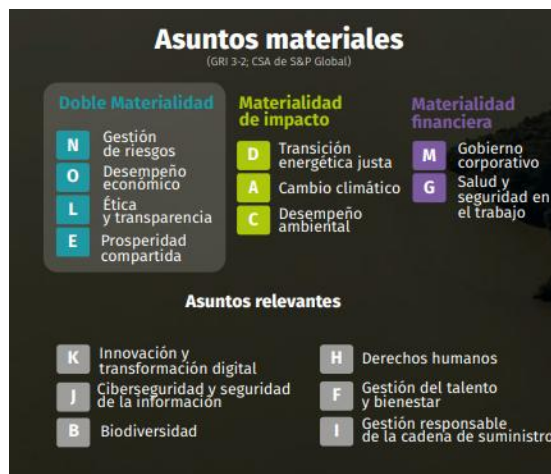 Asuntos materiales
(GRI 3-2; CSA de S&P Global)
Doble Materialidad
N Gestión
de riesgos
O Desempeño
económico
L Ética
y transparencia
E Prosperidad
compartida
Materialidad
de impacto
D Transición
energética justa
A Cambio climático
C Desempeño
ambiental
Materialidad
financiera
M Gobierno
corporativo
G Salud y
seguridad en
el trabajo
Asuntos relevantes
K Innovación y
transformación digital
J Ciberseguridad y seguridad
de la información
B Biodiversidad
H Derechos humanos
F Gestión del talento
y bienestar
I Gestión responsable
de la cadena de suministro